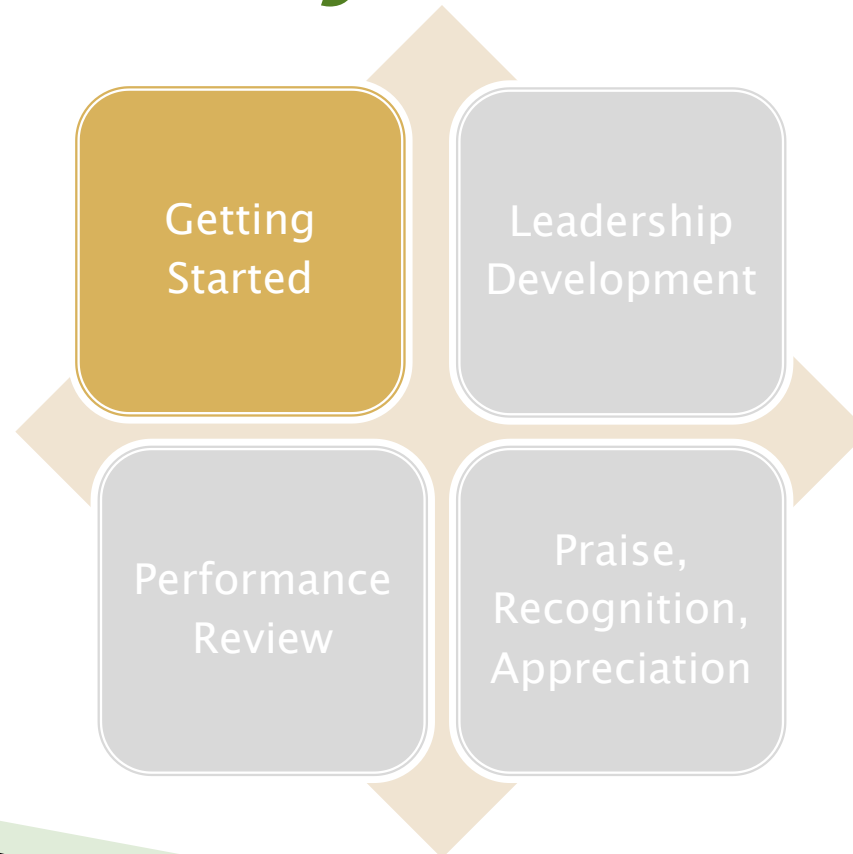 Getting
Started
Leadership
Development
Performance
Review
Praise,
Recognition,
Appreciation